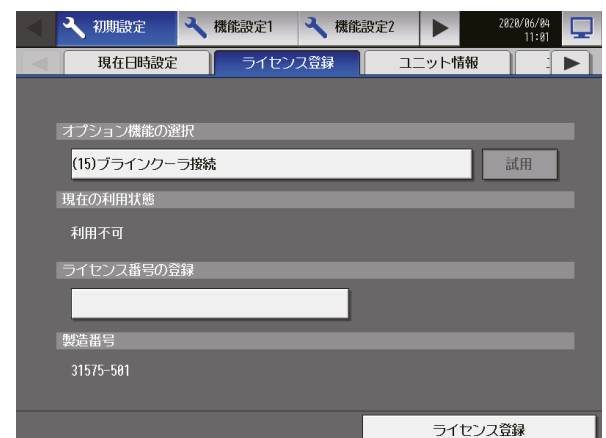 初期設定
機能設定1
機能設定2
2020/06/04
11:01
現在日時設定
ライセンス登録
ユニット情報
オプション機能の選択
(15)ブラインクーラ接続
試用
現在の利用状態
利用不可
ライセンス番号の登録
製造番号
31575-501
ライセンス登録